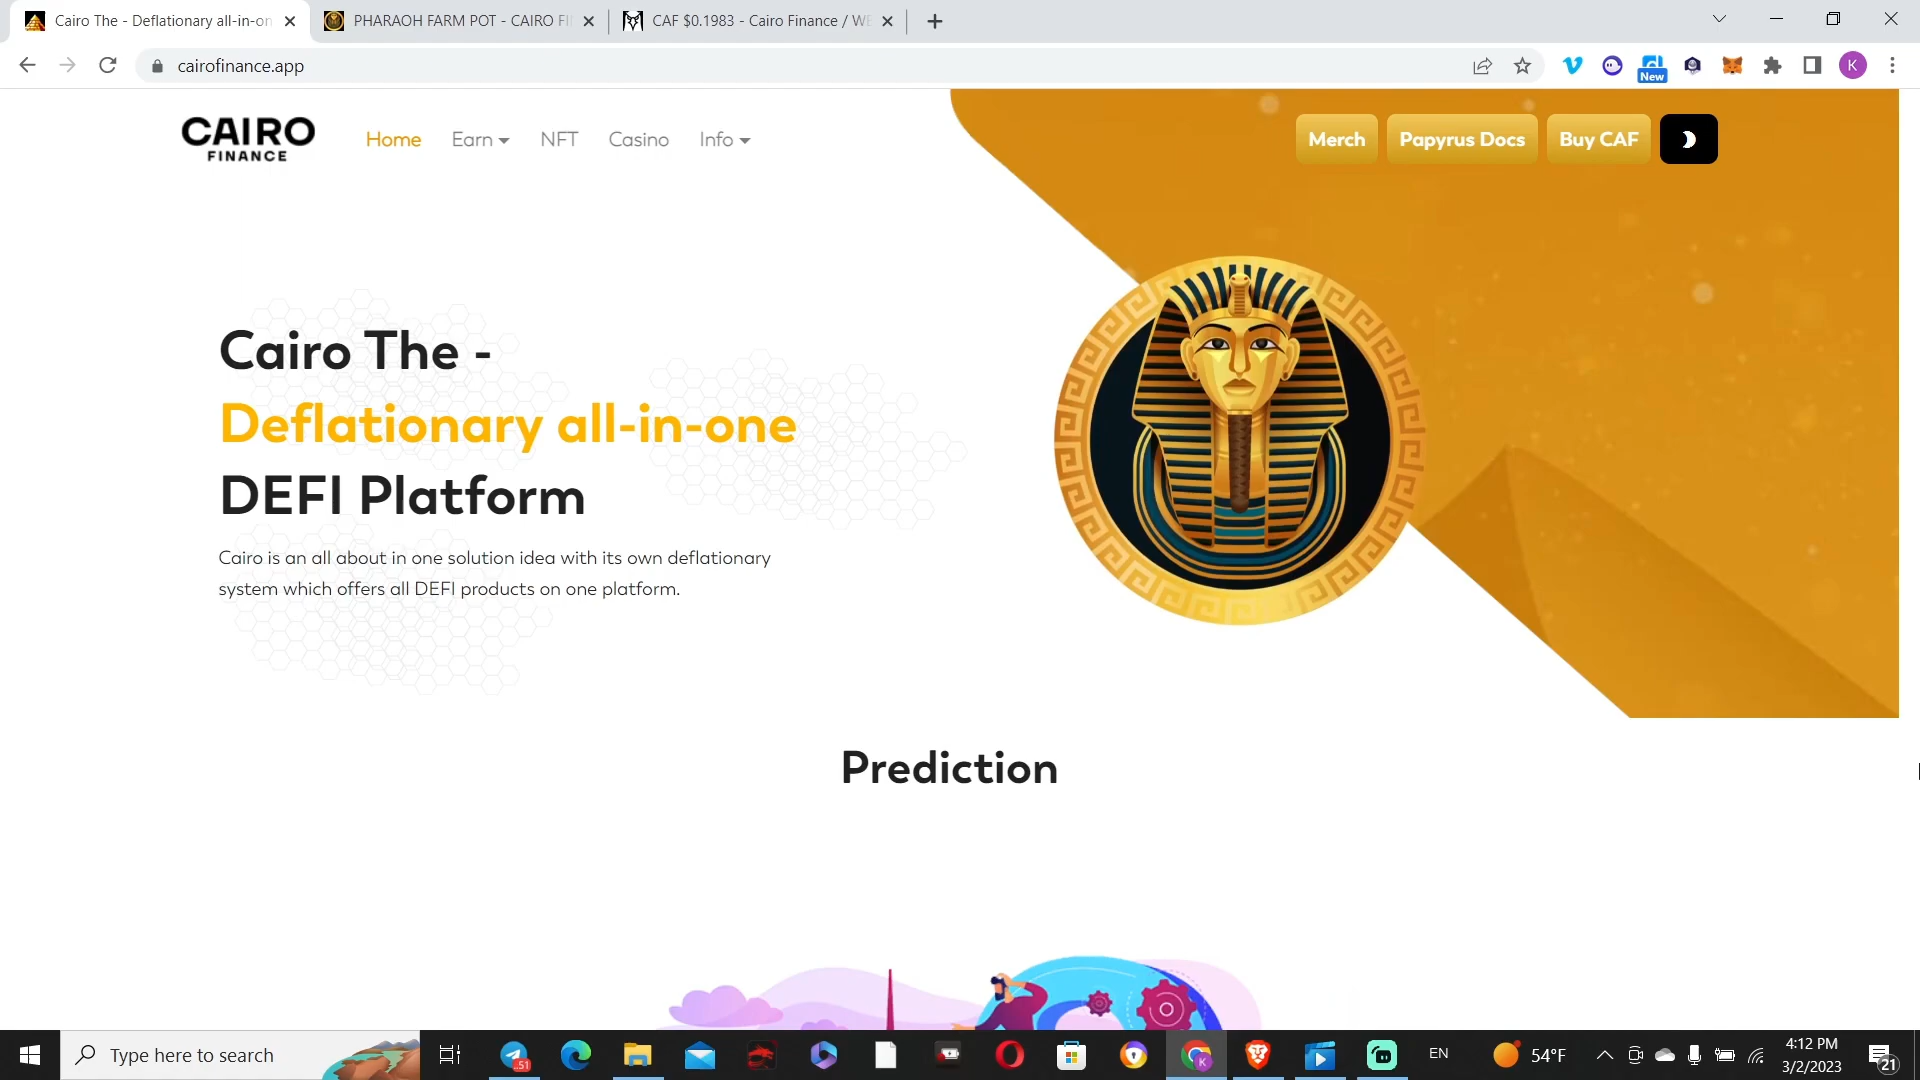 Cairo The - Deflationary all-in-on
PHARAOH FARM POT - CAIRO FI
CAF $0.1983 - Cairo Finance / WB
cairofinance.app
New
K
CAIRO
FINANCE
Home
Earn
NFT
Casino
Info
Merch
Papyrus Docs
Buy CAF
Cairo The -
Deflationary all-in-one
DEFI Platform
Cairo is an all about in one solution idea with its own deflationary
system which offers all DEFI products on one platform.
Prediction
Type here to search
51
K
EN
54°F
4:12 PM
3/2/2023
21